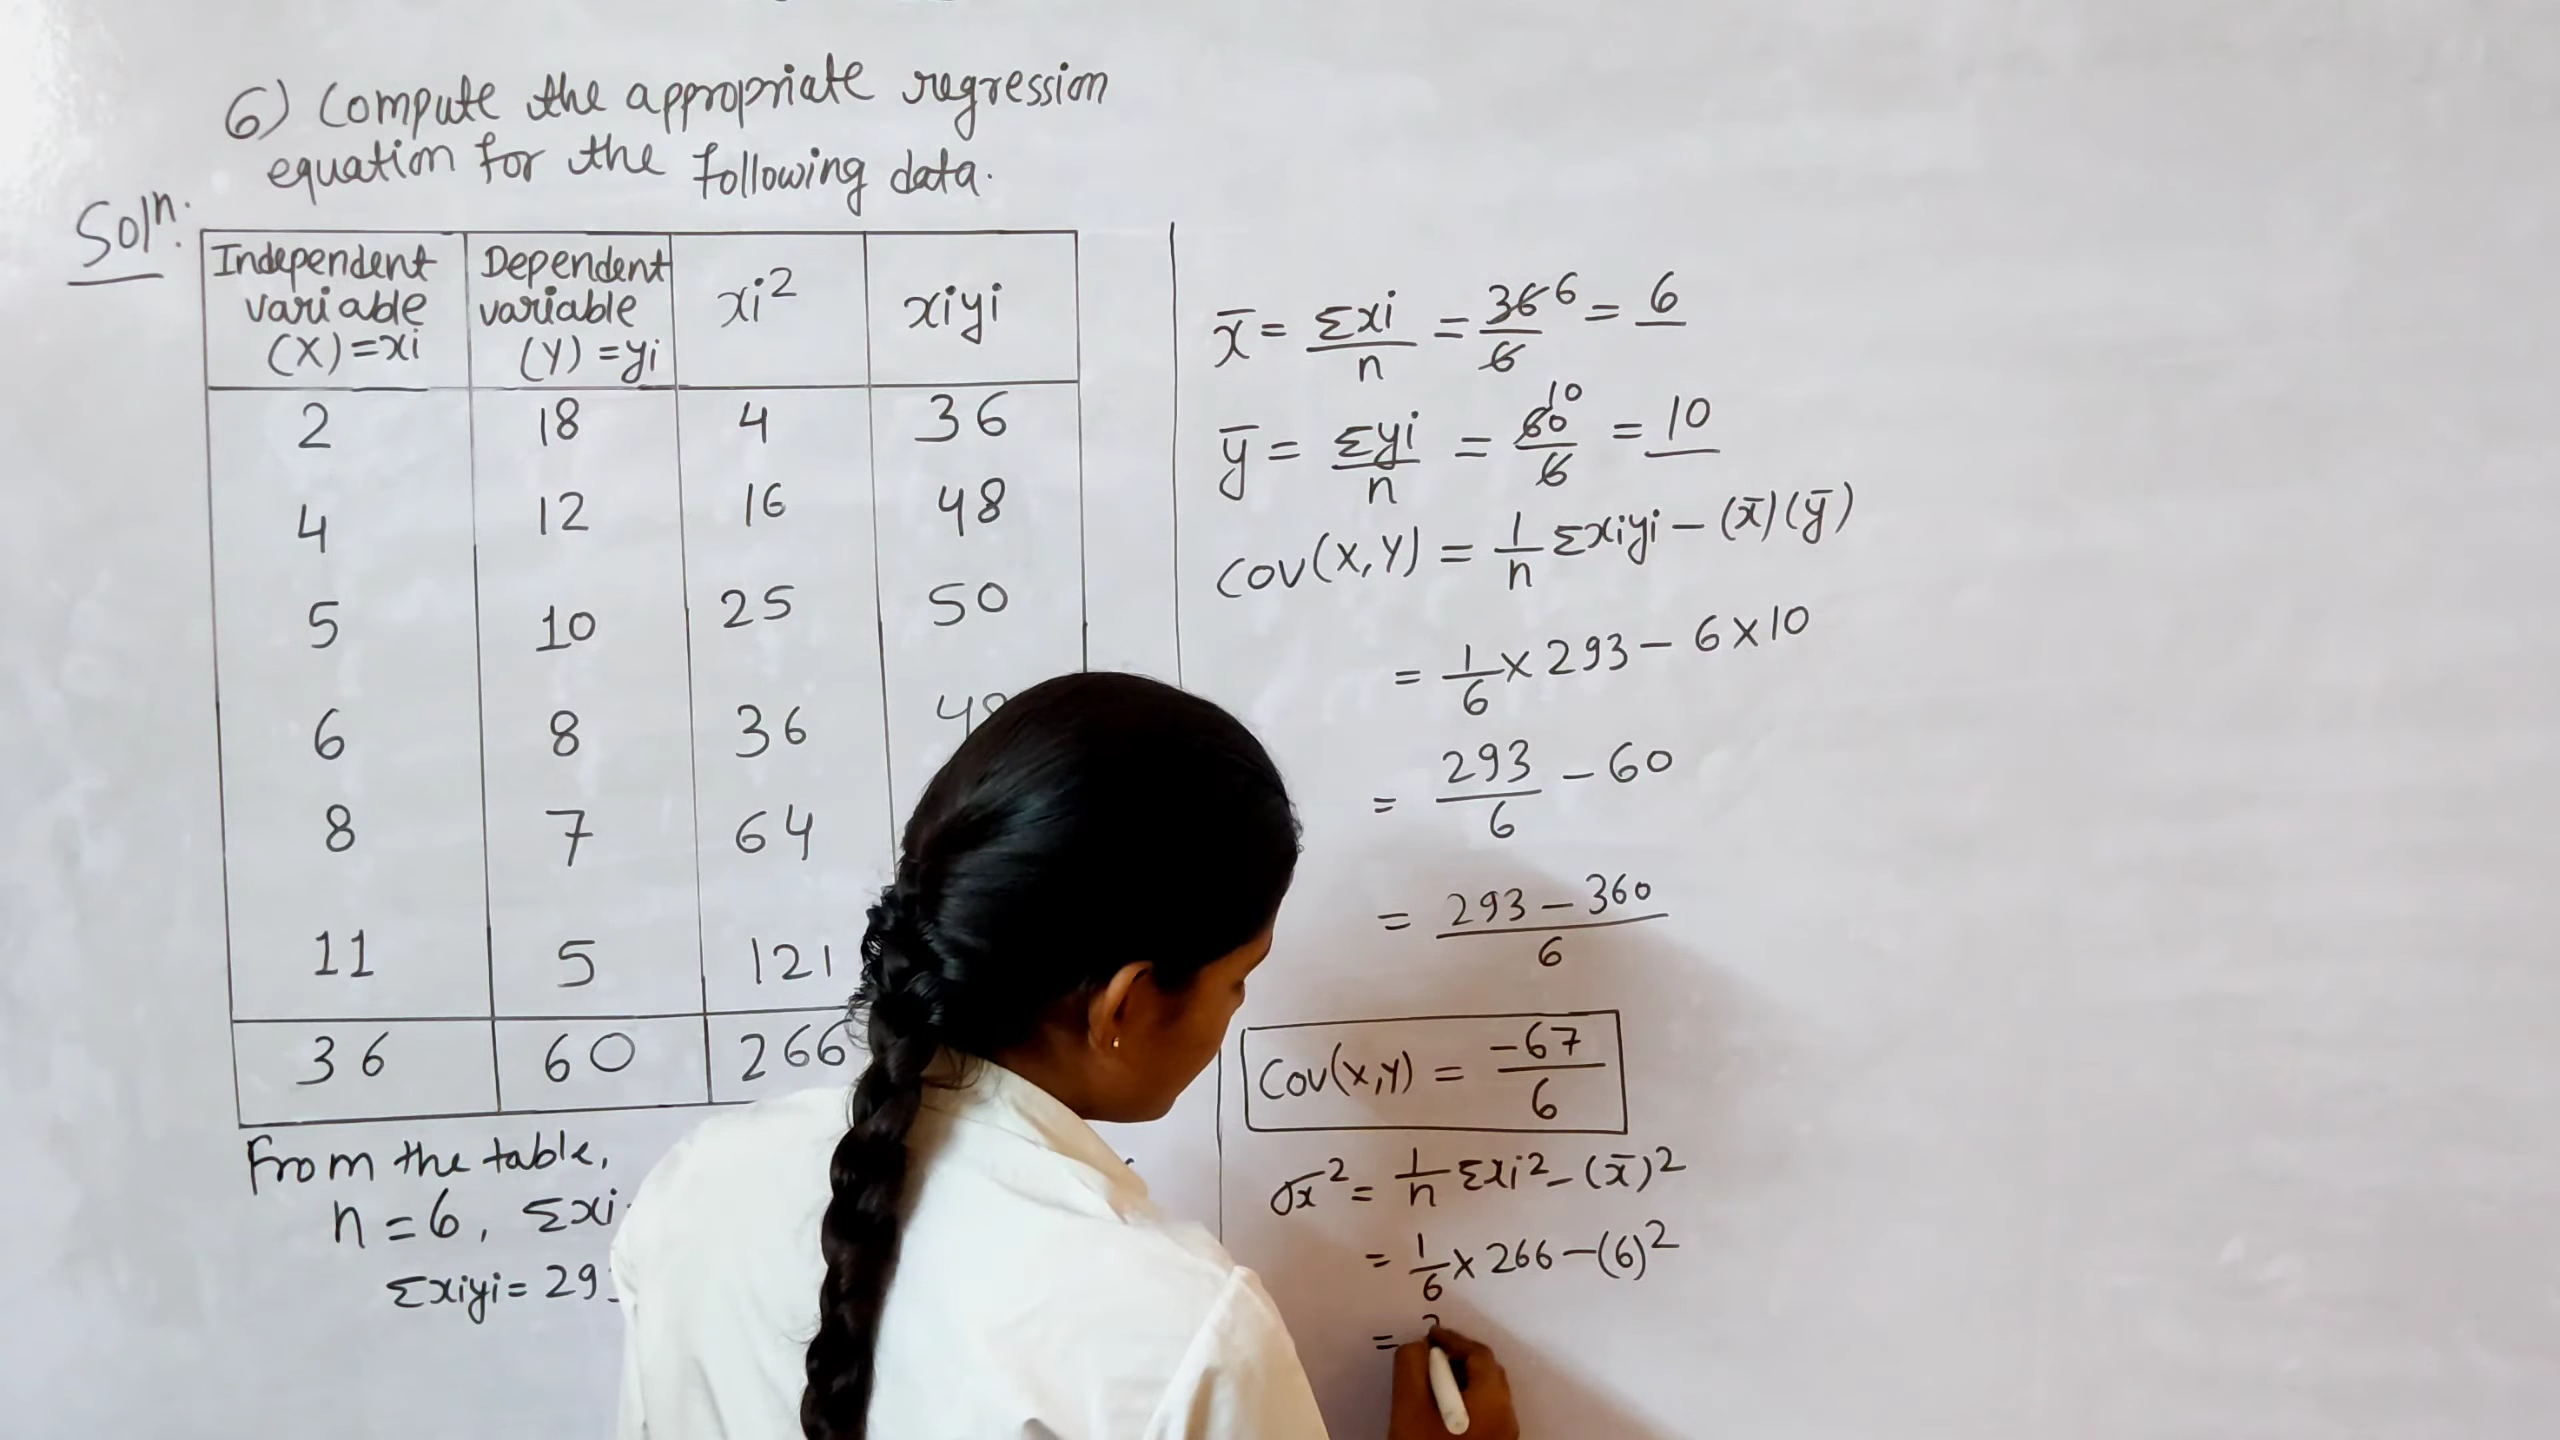 6) Compute the appropriate regression
equation for the following data.
Solⁿ:
Independent variable (X)=xi | Dependent variable (Y)=yi | xi² | xiyi
2 | 18 | 4 | 36
4 | 12 | 16 | 48
5 | 10 | 25 | 50
6 | 8 | 36 |
8 | 7 | 64
11 | 5 | 121
36 | 60 | 266
From the table,
n = 6, Σxi
Σxiyi = 29
x̄ = Σxi/n = 36/6 6 = 6
ȳ = Σyi/n = 60/6 10 = 10
Cov(X,Y) = 1/n Σxiyi − (x̄)(ȳ)
= 1/6 × 293 − 6×10
= 293/6 − 60
= 293 − 360/6
Cov(X,Y) = −67/6
σx² = 1/n Σxi² − (x̄)²
= 1/6 × 266 − (6)²
=